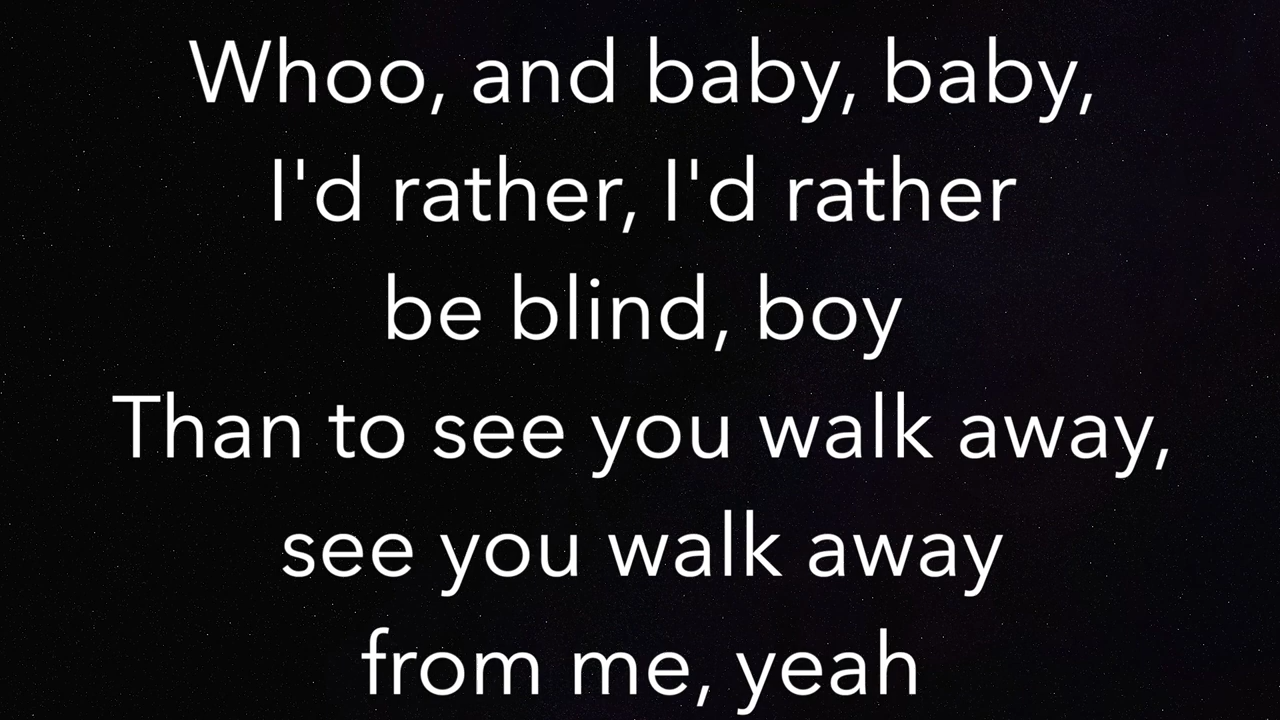 Whoo, and baby, baby,
I'd rather, I'd rather
be blind, boy
Than to see you walk away,
see you walk away
from me, yeah